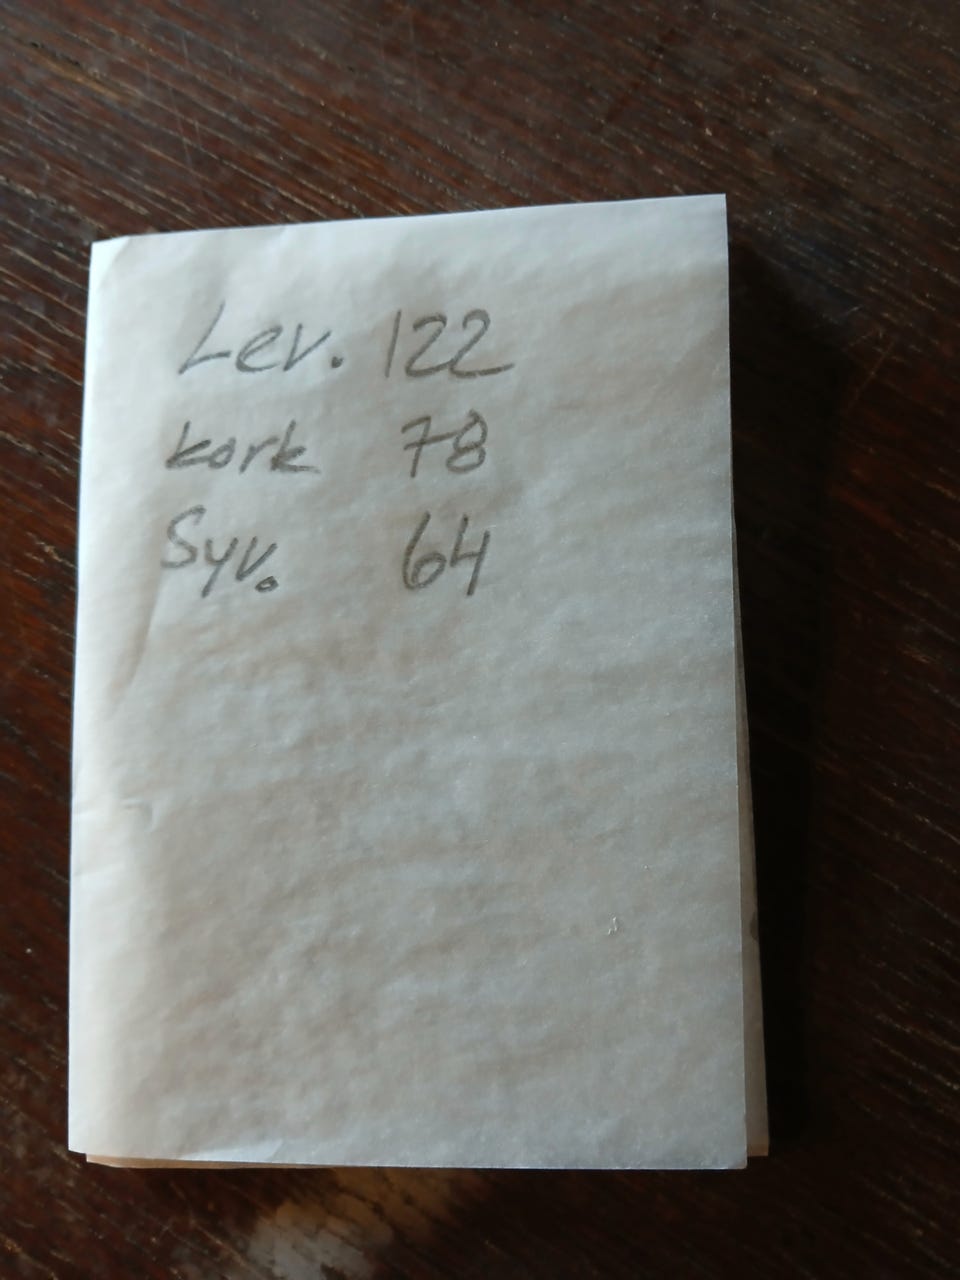 Lev. 122
kork 78
Syv. 64